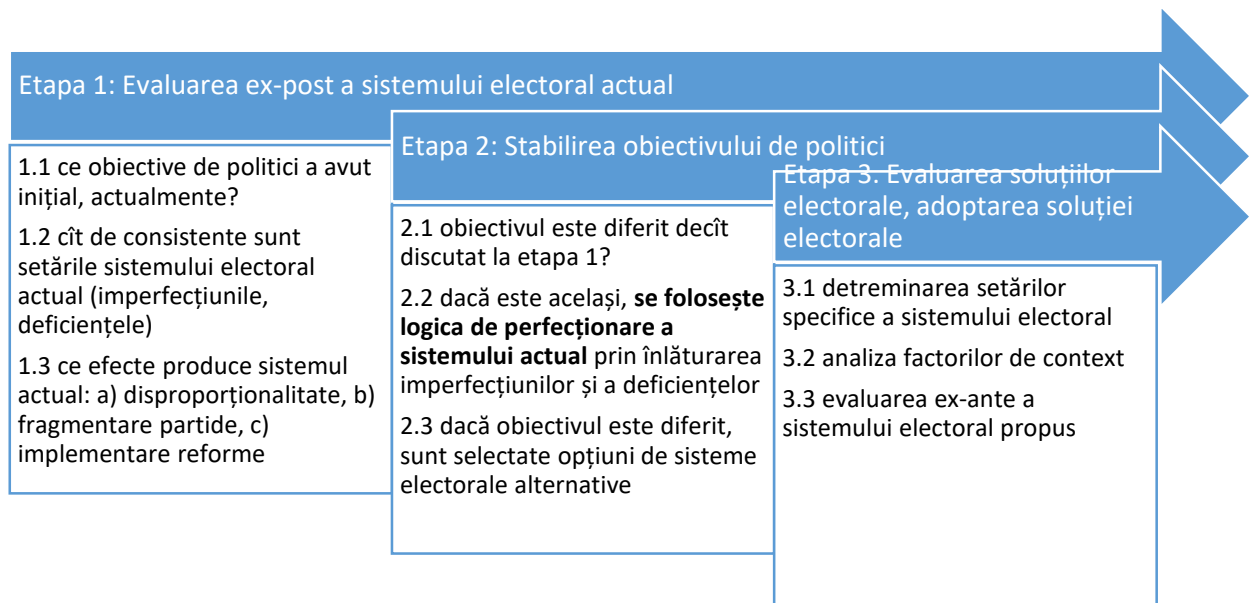 Etapa 1: Evaluarea ex-post a sistemului electoral actual
1.1 ce obiective de politici a avut
inițial, actualmente?
1.2 cît de consistente sunt
setările sistemului electoral
actual (imperfecțiunile,
deficiențele)
1.3 ce efecte produce sistemul
actual: a) disproporționalitate, b)
fragmentare partide, c)
implementare reforme
Etapa 2: Stabilirea obiectivului de politici
2.1 obiectivul este diferit decît
discutat la etapa 1?
2.2 dacă este același, se folosește
logica de perfecționare a
sistemului actual prin înlăturarea
imperfecțiunilor și a deficiențelor
2.3 dacă obiectivul este diferit,
sunt selectate opțiuni de sisteme
electorale alternative
Etapa 3. Evaluarea soluțiilor
electorale, adoptarea soluției
electorale
3.1 detreminarea setărilor
specifice a sistemului electoral
3.2 analiza factorilor de context
3.3 evaluarea ex-ante a
sistemului electoral propus